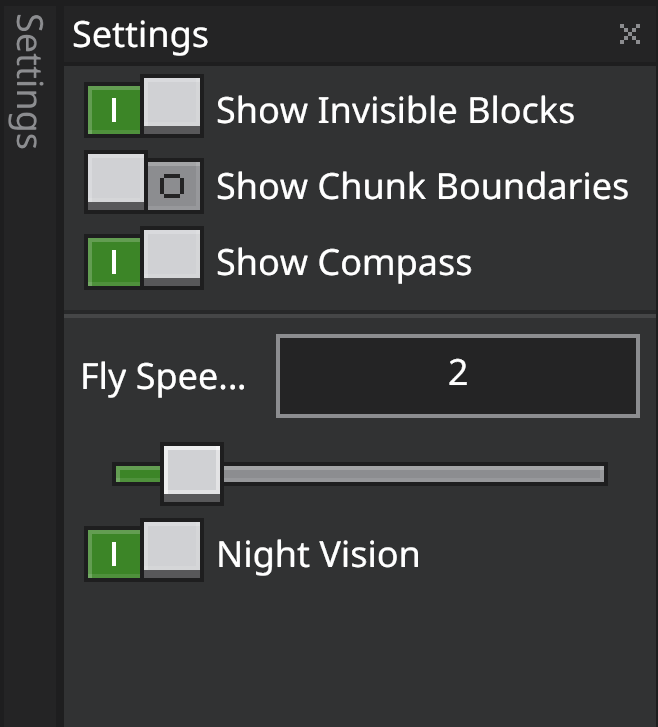 Settings
Settings
Show Invisible Blocks
Show Chunk Boundaries
Show Compass
Fly Spee...
2
Night Vision